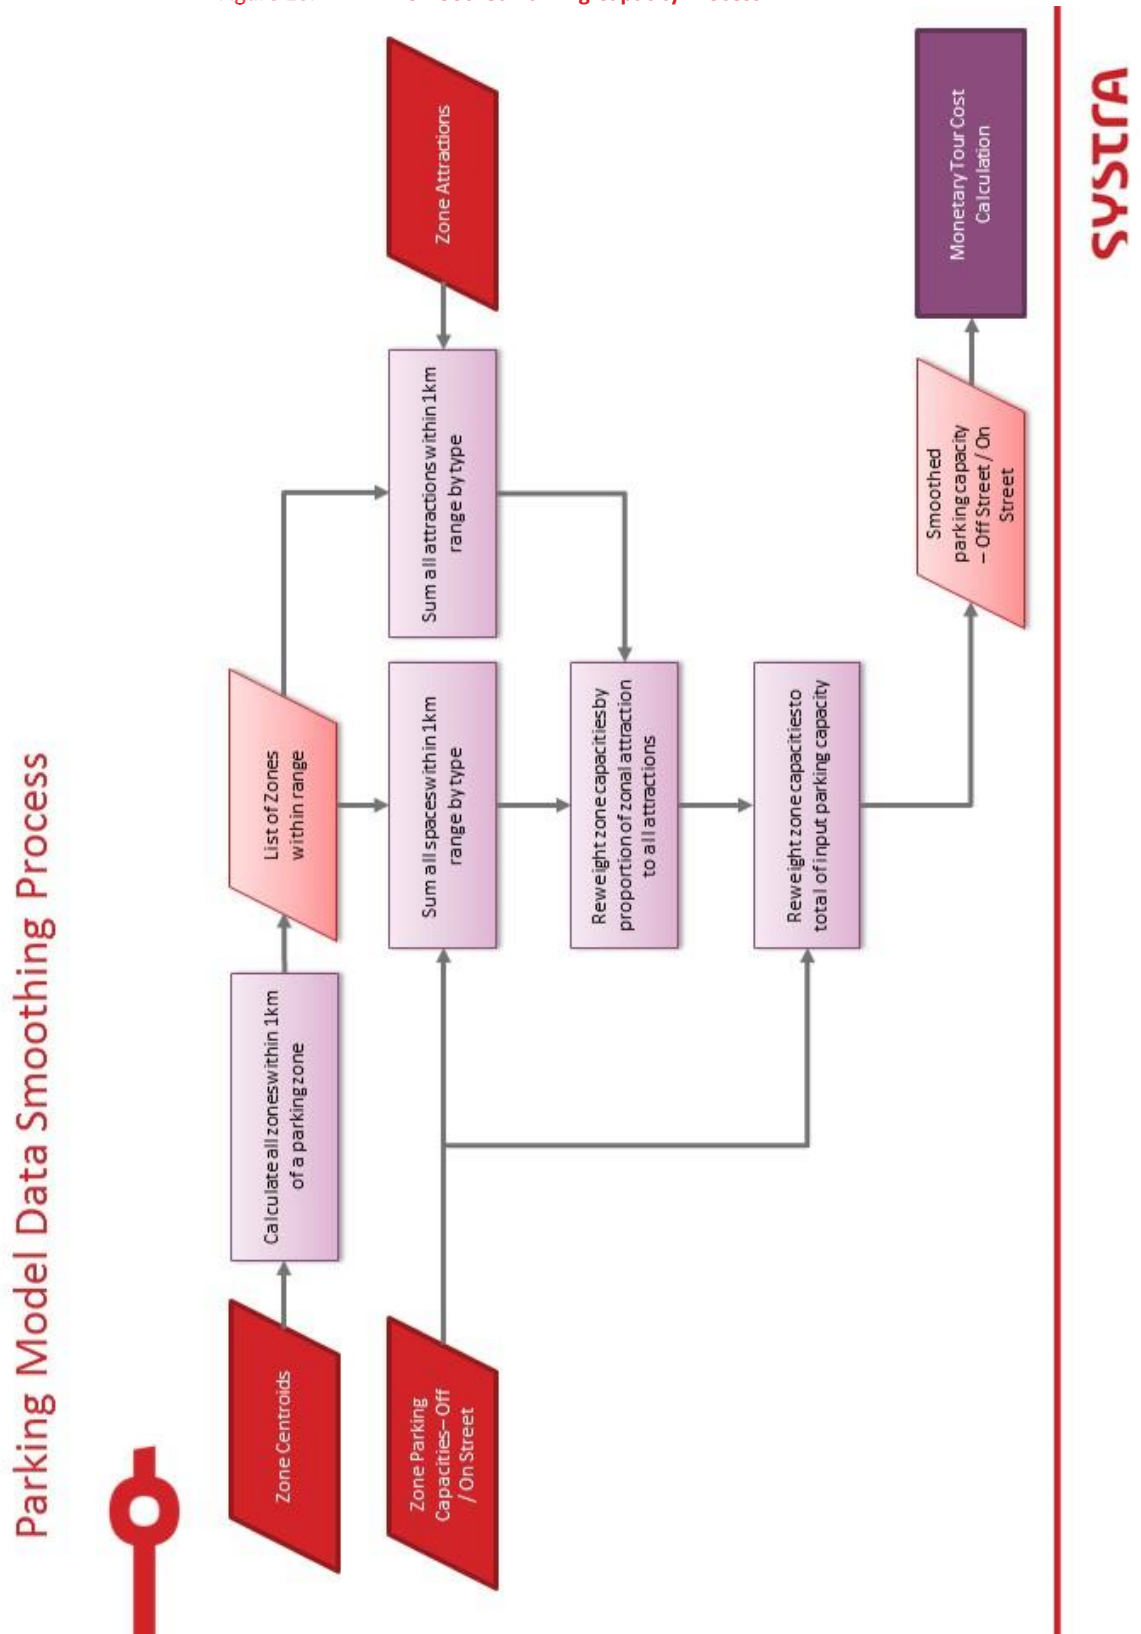 Parking Model Data Smoothing Process
Zone Centroids
Calculate all zones within 1km
of a parking zone
List of Zones
within range
Zone Parking
Capacities – Off
/ On Street
Sum all spaces within 1km
range by type
Sum all attractions within 1km
range by type
Zone Attractions
Reweight zone capacities by
proportion of zonal attraction
to all attractions
Reweight zone capacities to
total of input parking capacity
Smoothed
parking capacity
– Off Street / On
Street
Monetary Tour Cost
Calculation
SYSTRA